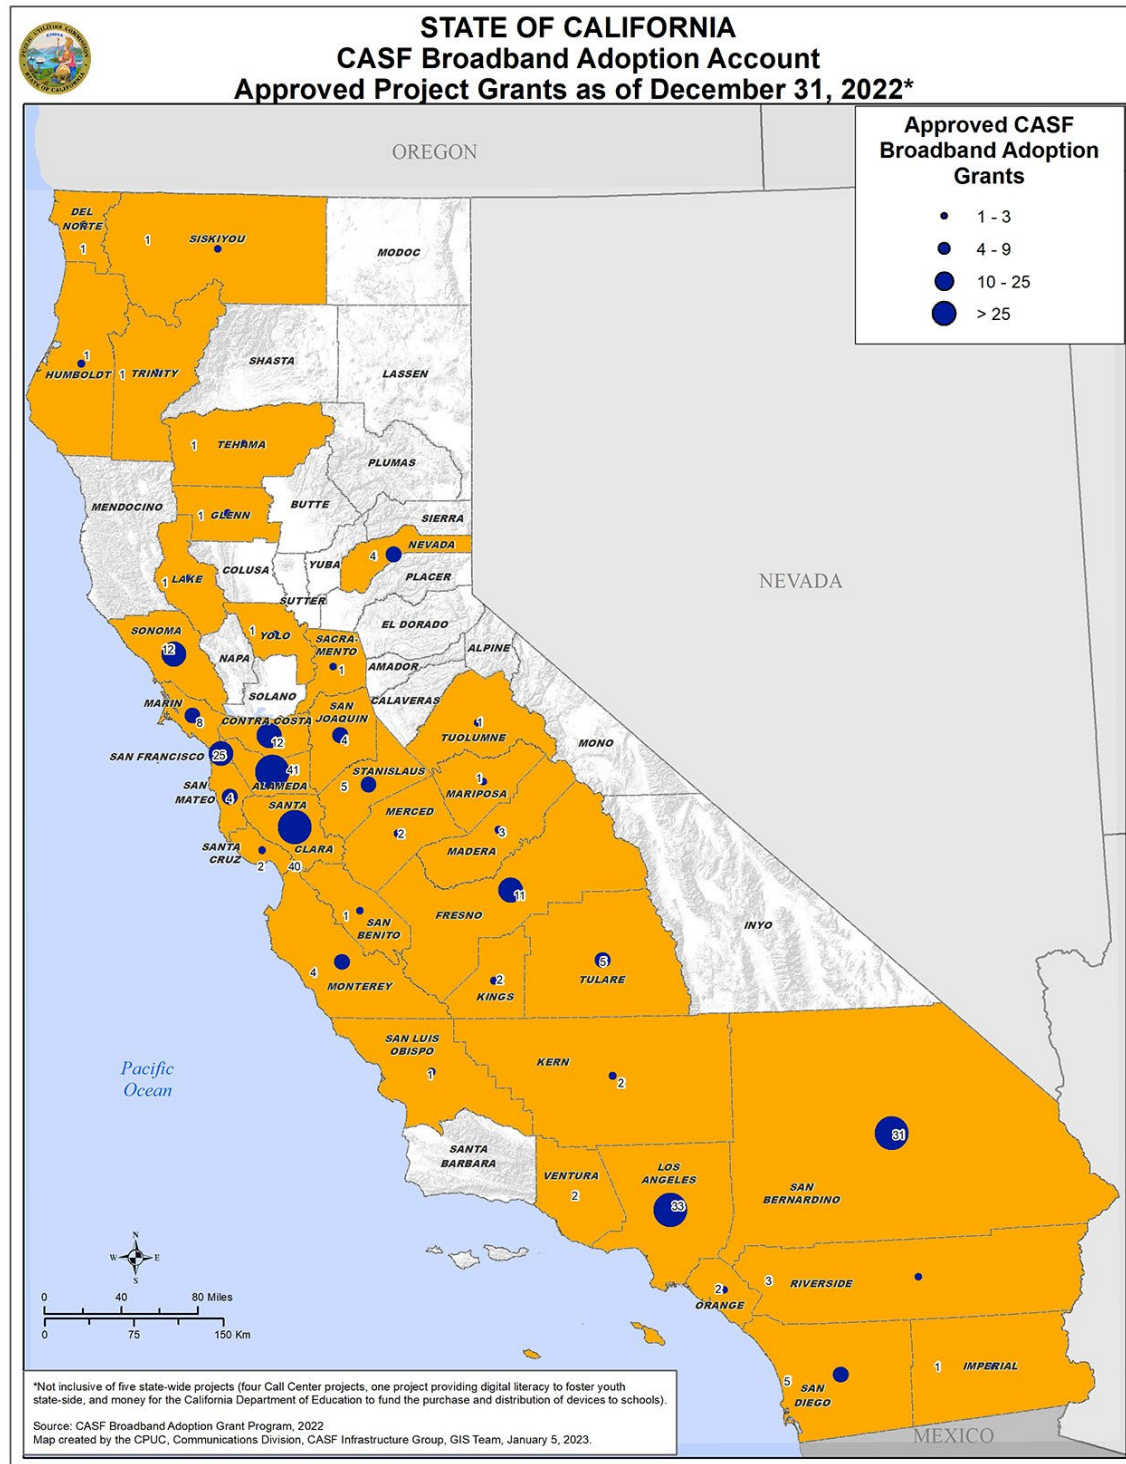 STATE OF CALIFORNIA
CASF Broadband Adoption Account
Approved Project Grants as of December 31, 2022*
Approved CASF
Broadband Adoption
Grants
1 - 3
4 - 9
10 - 25
> 25
OREGON
DEL
NORTE
1
1
SISKIYOU
MODOC
1
HUMBOLDT
1
TRINITY
SHASTA
LASSEN
1
TEHAMA
PLUMAS
MENDOCINO
1
GLENN
BUTTE
SIERRA
NEVADA
4
1
LAKE
COLUSA
YUBA
PLACER
NEVADA
SUTTER
EL DORADO
SONOMA
12
1
YOLO
SACRA-
MENTO
1
ALPINE
NAPA
AMADOR
SOLANO
CALAVERAS
MARIN
8
CONTRA COSTA
12
SAN
JOAQUIN
4
1
TUOLUMNE
MONO
SAN FRANCISCO
25
41
ALAMEDA
STANISLAUS
5
1
MARIPOSA
SAN
MATEO
4
SANTA
CLARA
40
MERCED
2
3
MADERA
SANTA
CRUZ
2
11
FRESNO
1
SAN
BENITO
INYO
4
MONTEREY
2
KINGS
5
TULARE
SAN LUIS
OBISPO
1
KERN
2
Pacific
Ocean
31
SAN
BERNARDINO
SANTA
BARBARA
VENTURA
2
LOS
ANGELES
33
2
ORANGE
3
RIVERSIDE
5
SAN
DIEGO
1
IMPERIAL
MEXICO
N
W
E
S
0 40 80 Miles
0 75 150 Km
*Not inclusive of five state-wide projects (four Call Center projects, one project providing digital literacy to foster youth
state-side, and money for the California Department of Education to fund the purchase and distribution of devices to schools).
Source: CASF Broadband Adoption Grant Program, 2022
Map created by the CPUC, Communications Division, CASF Infrastructure Group, GIS Team, January 5, 2023.